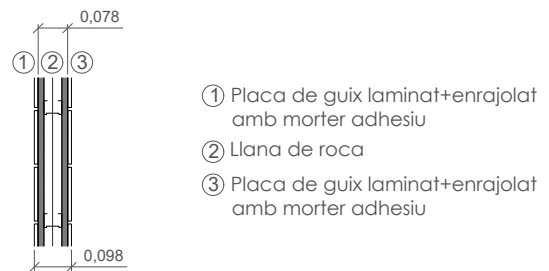 0,078
① ② ③
① Placa de guix laminat+enrajolat
amb morter adhesiu
② Llana de roca
③ Placa de guix laminat+enrajolat
amb morter adhesiu
0,098